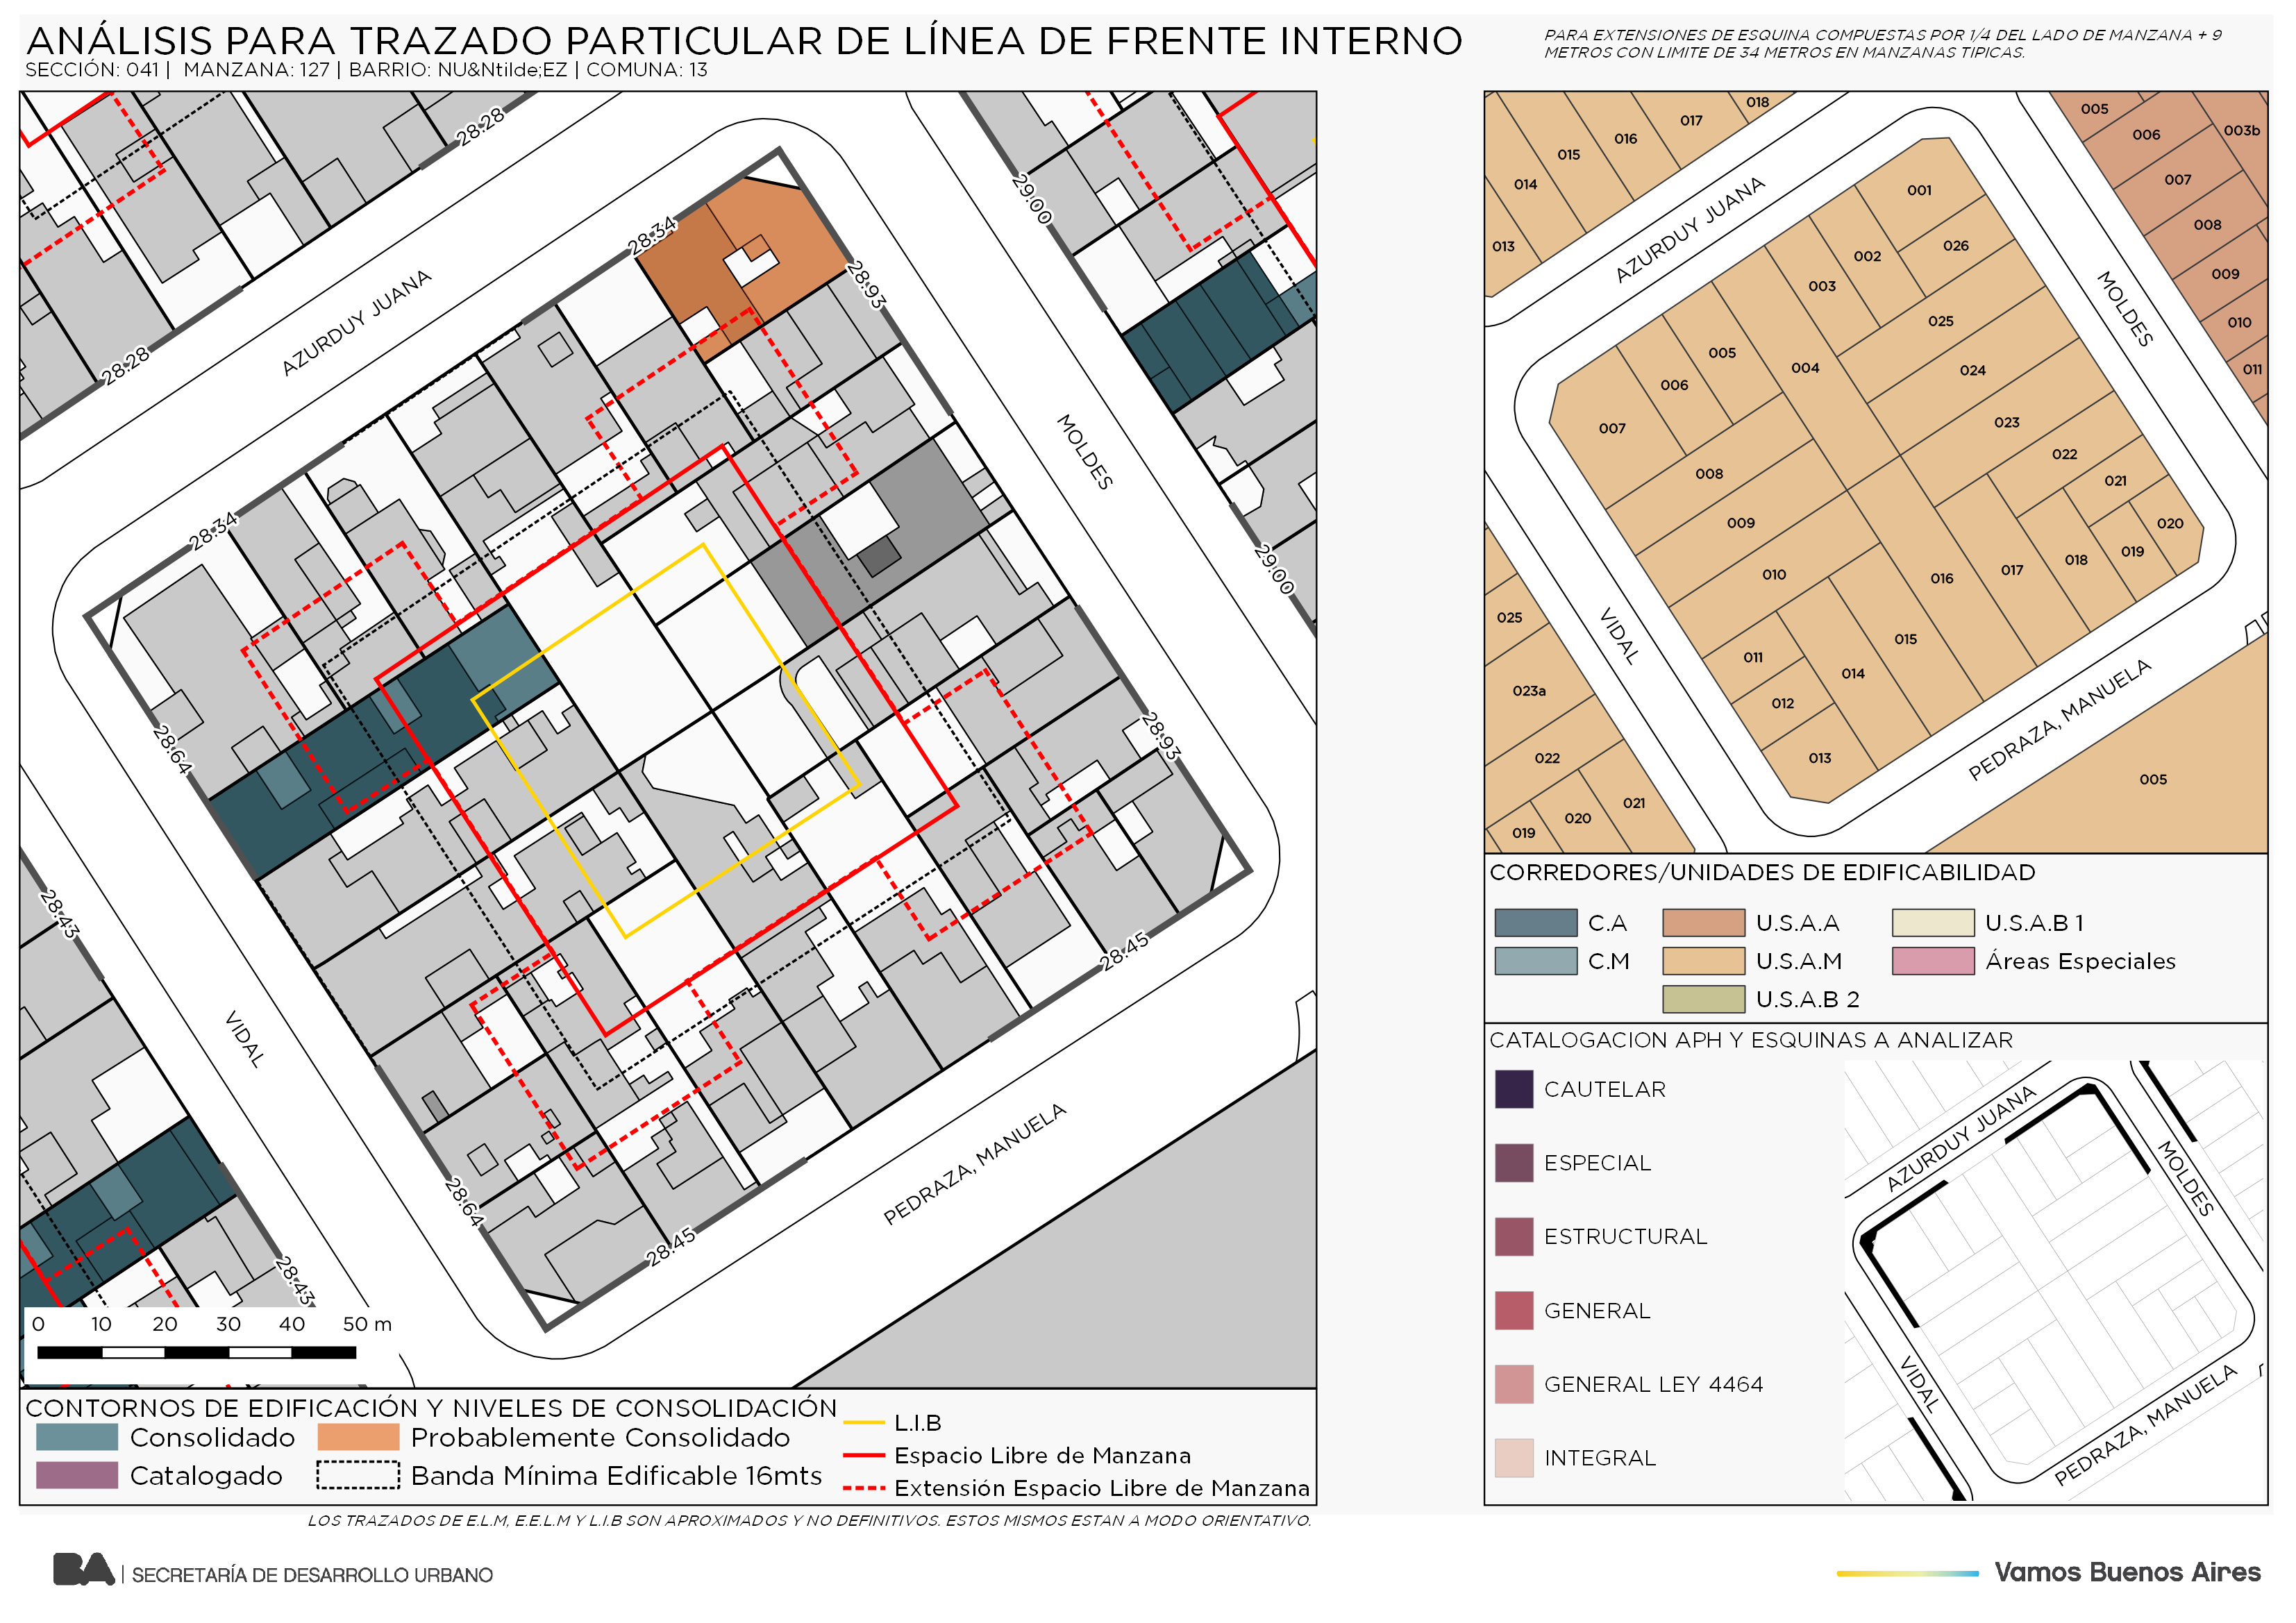 ANÁLISIS PARA TRAZADO PARTICULAR DE LÍNEA DE FRENTE INTERNO
SECCIÓN: 041 | MANZANA: 127 | BARRIO: NU&Ntilde;EZ | COMUNA: 13
PARA EXTENSIONES DE ESQUINA COMPUESTAS POR 1/4 DEL LADO DE MANZANA + 9
METROS CON LIMITE DE 34 METROS EN MANZANAS TIPICAS.
28:28
28:28
AZURDUY JUANA
28:34
28:34
29:00
28:93
MOLDES
29:00
28:64
28:93
28:43
VIDAL
28:45
28:64
28:45
PEDRAZA, MANUELA
28:43
0 10 20 30 40 50 m
CONTORNOS DE EDIFICACIÓN Y NIVELES DE CONSOLIDACIÓN
Consolidado
Probablemente Consolidado
Catalogado
Banda Mínima Edificable 16mts
L.I.B
Espacio Libre de Manzana
Extensión Espacio Libre de Manzana
LOS TRAZADOS DE E.L.M, E.E.L.M Y L.I.B SON APROXIMADOS Y NO DEFINITIVOS. ESTOS MISMOS ESTAN A MODO ORIENTATIVO.
018
017
016
015
014
013
005
006
003b
007
008
009
010
011
AZURDUY JUANA
MOLDES
001
026
002
003
025
004
005
006
007
024
023
008
022
021
009
020
010
019
018
017
016
015
011
014
012
013
VIDAL
PEDRAZA, MANUELA
025
023a
022
021
020
019
005
CORREDORES/UNIDADES DE EDIFICABILIDAD
C.A
U.S.A.A
U.S.A.B 1
C.M
U.S.A.M
Áreas Especiales
U.S.A.B 2
CATALOGACION APH Y ESQUINAS A ANALIZAR
CAUTELAR
ESPECIAL
ESTRUCTURAL
GENERAL
GENERAL LEY 4464
INTEGRAL
AZURDUY JUANA
MOLDES
VIDAL
PEDRAZA, MANUELA
BA | SECRETARÍA DE DESARROLLO URBANO
Vamos Buenos Aires